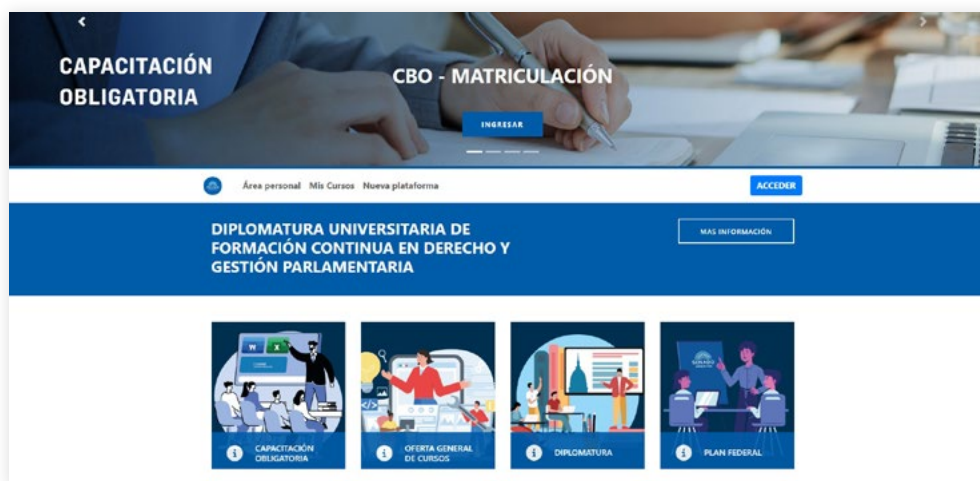 CAPACITACIÓN
OBLIGATORIA
CBO - MATRICULACIÓN
INGRESAR
Área personal Mis Cursos Nueva plataforma
ACCEDER
DIPLOMATURA UNIVERSITARIA DE
FORMACIÓN CONTINUA EN DERECHO Y
GESTIÓN PARLAMENTARIA
MAS INFORMACIÓN
W X
SENADO
i CAPACITACIÓN
OBLIGATORIA
i OFERTA GENERAL
DE CURSOS
i DIPLOMATURA
i PLAN FEDERAL